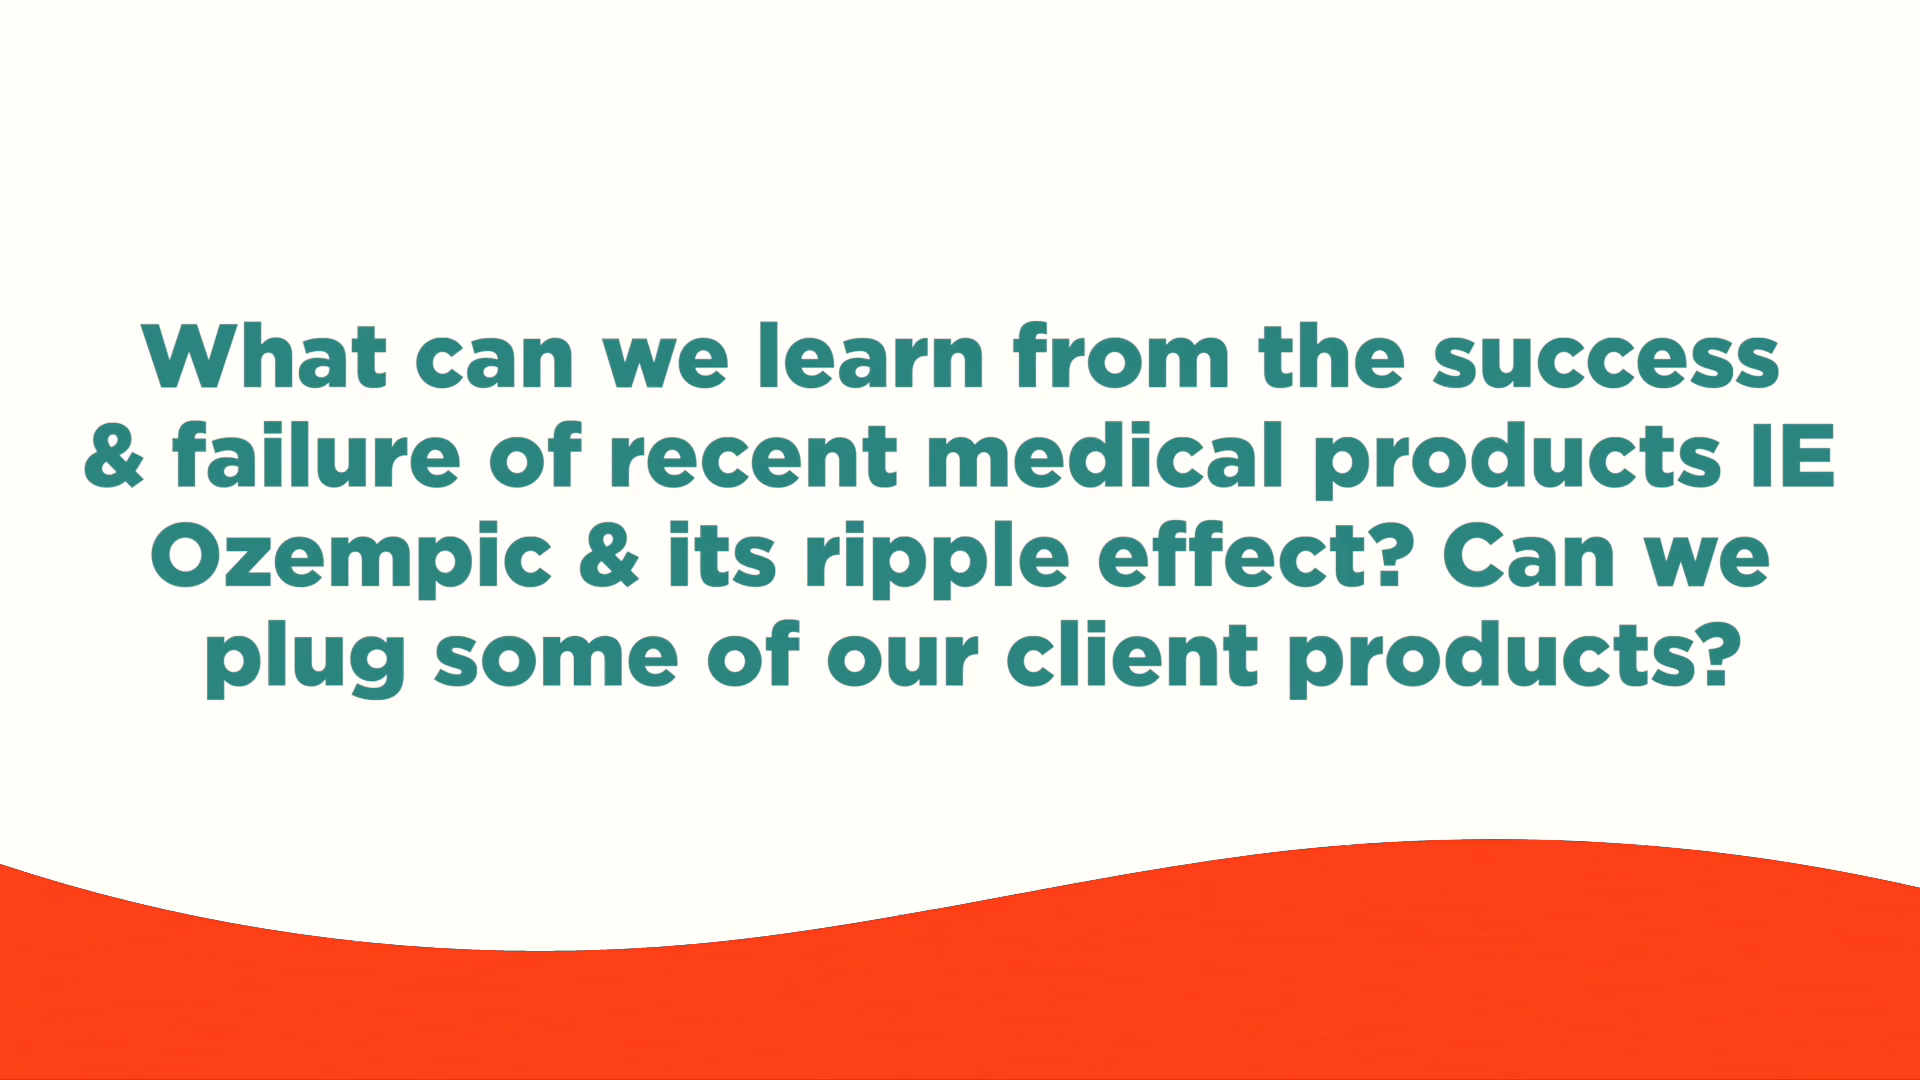 What can we learn from the success
& failure of recent medical products IE
Ozempic & its ripple effect? Can we
plug some of our client products?